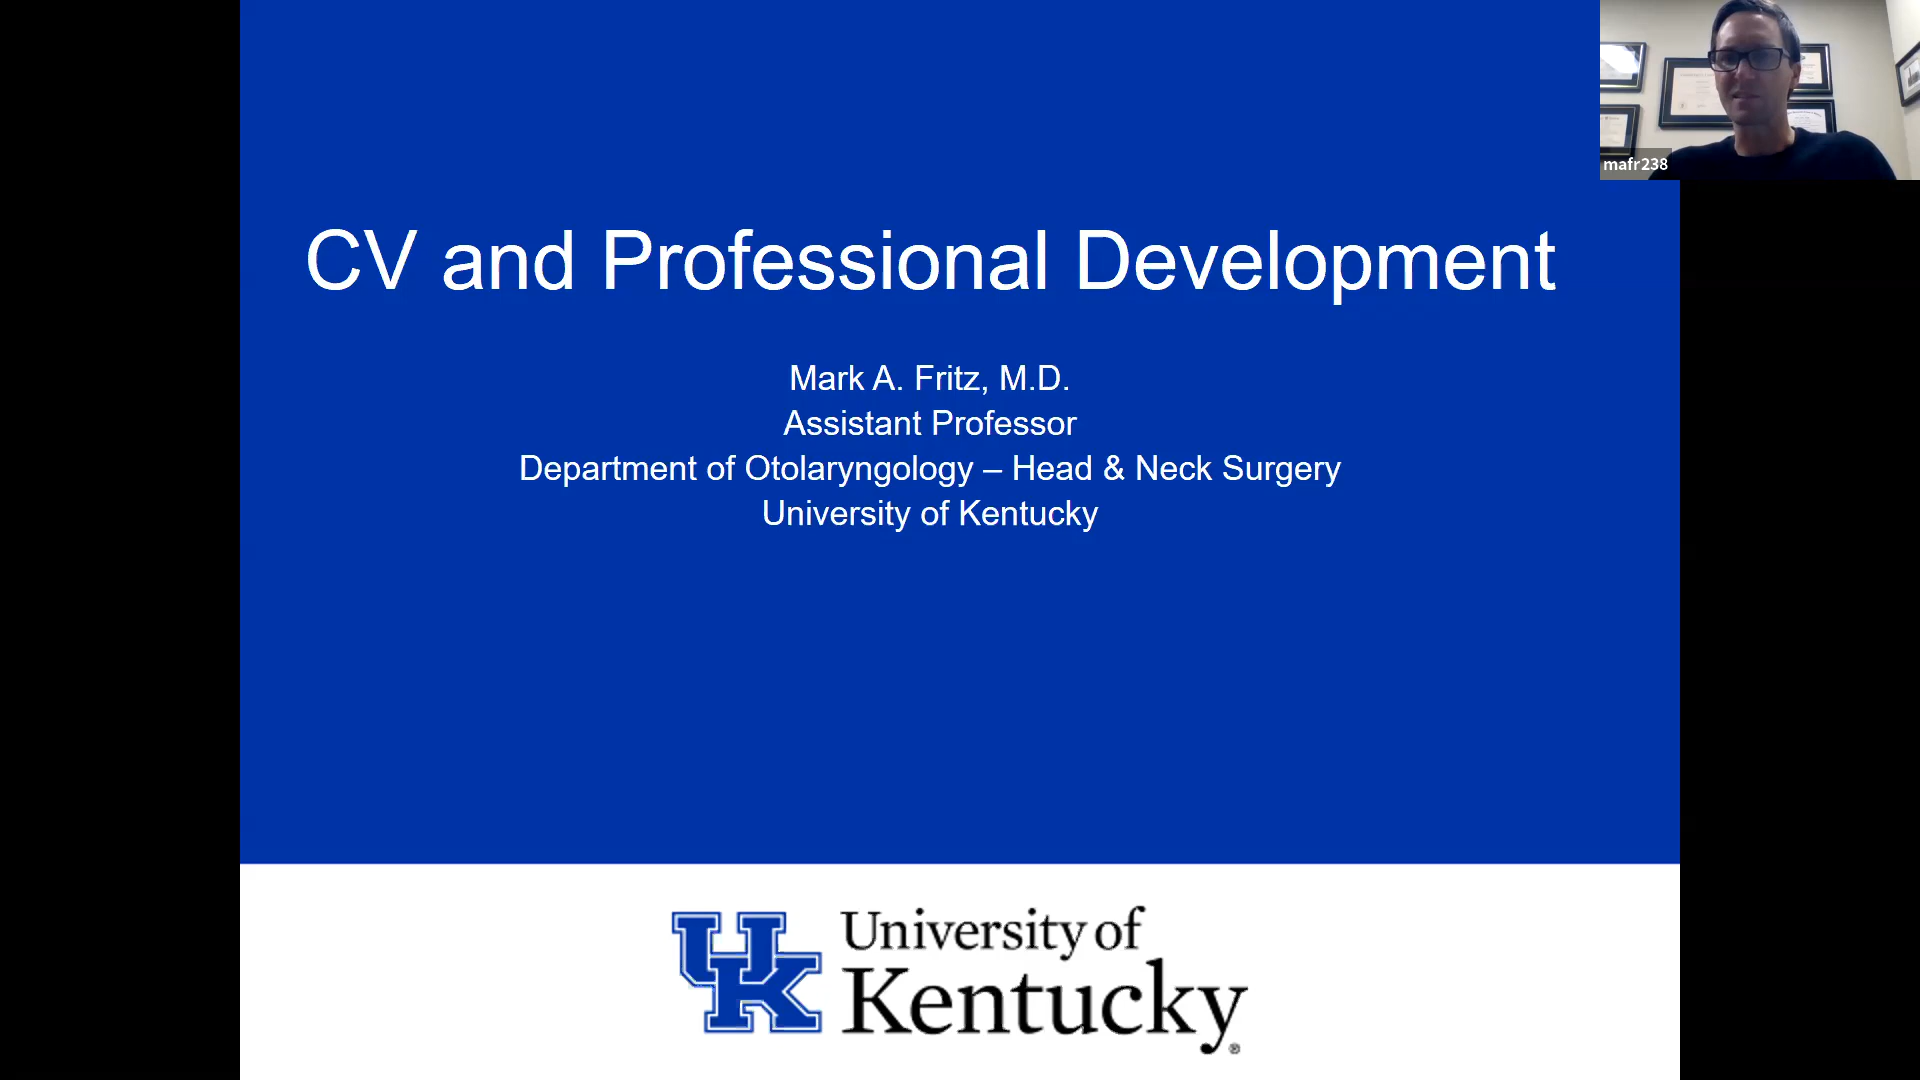 CV and Professional Development
Mark A. Fritz, M.D.
Assistant Professor
Department of Otolaryngology – Head & Neck Surgery
University of Kentucky
mafr238
UK
University of
Kentucky®